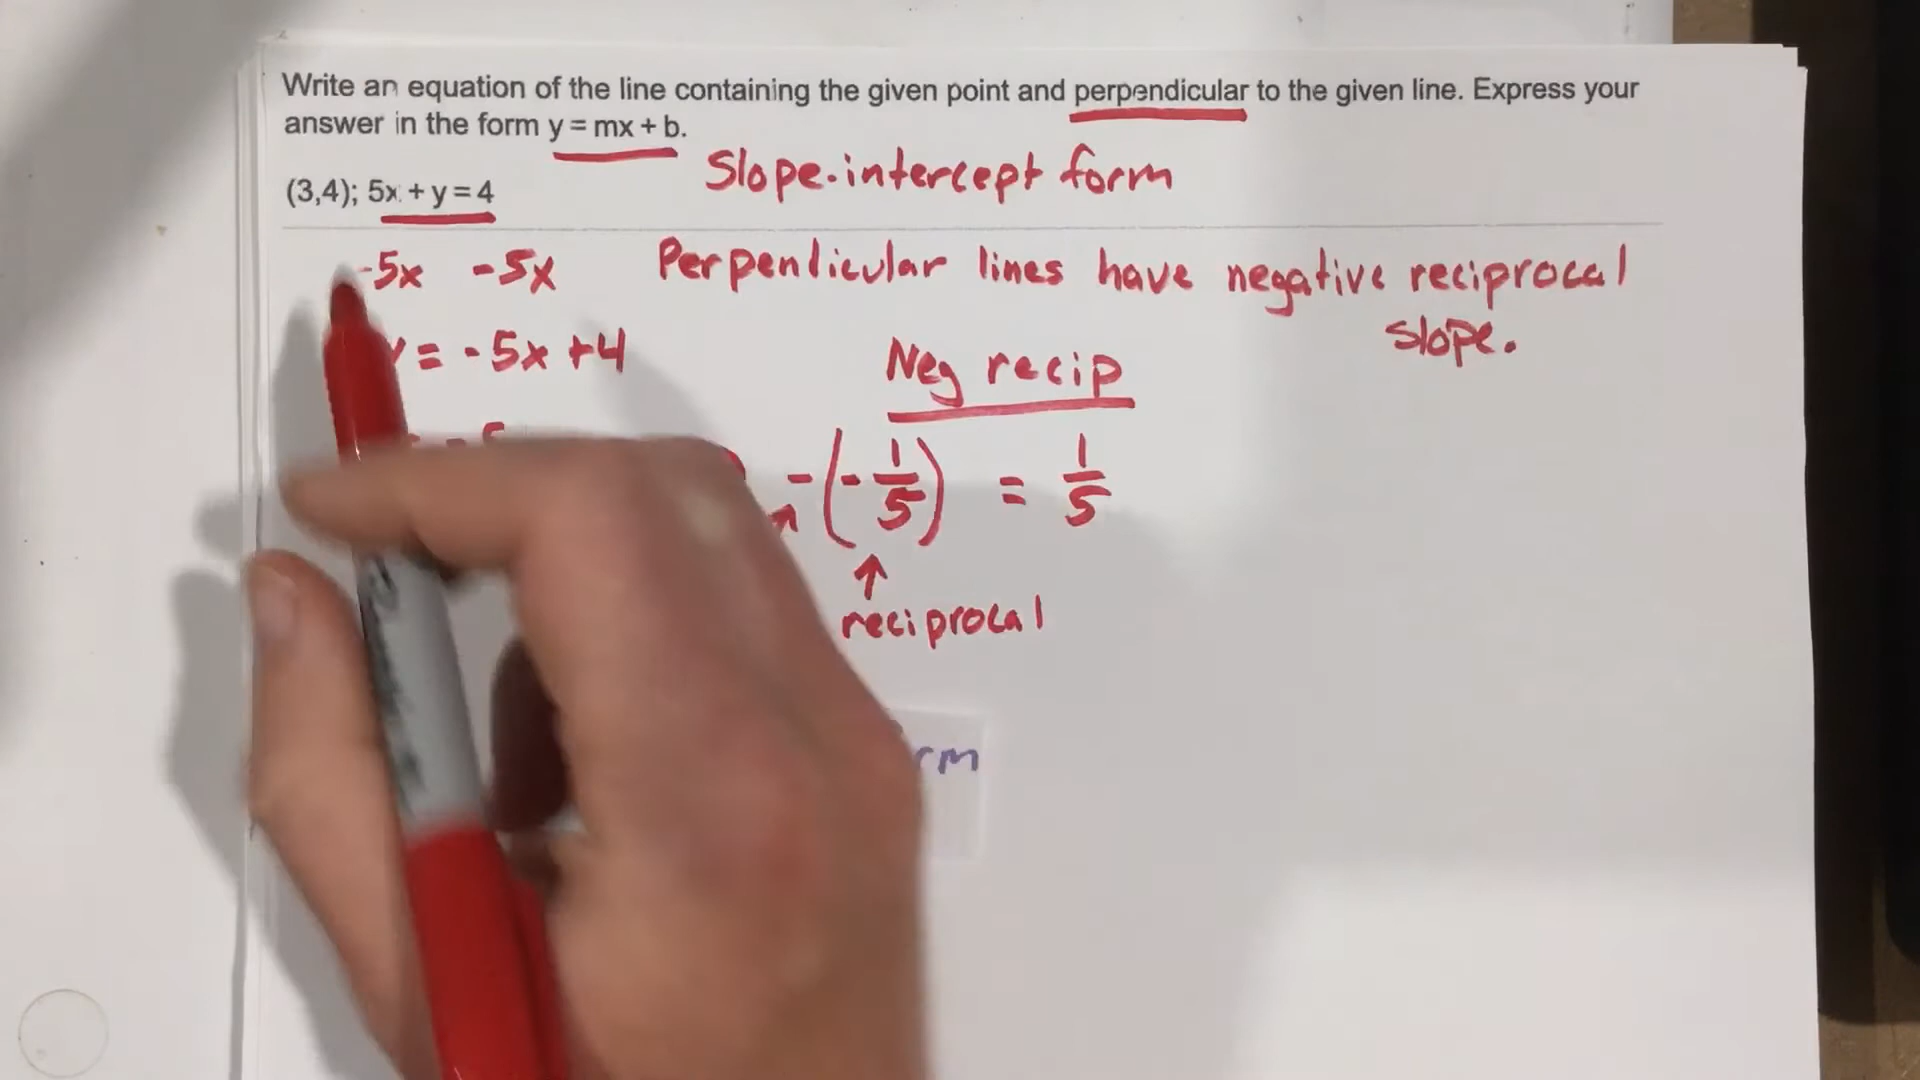 Write an equation of the line containing the given point and perpendicular to the given line. Express your
answer in the form y = mx + b.
(3,4); 5x + y = 4
Slope-intercept form
-5x -5x
Perpendicular lines have negative reciprocal
slope.
y = -5x +4
Neg recip
-(-1/5) = 1/5
reciprocal